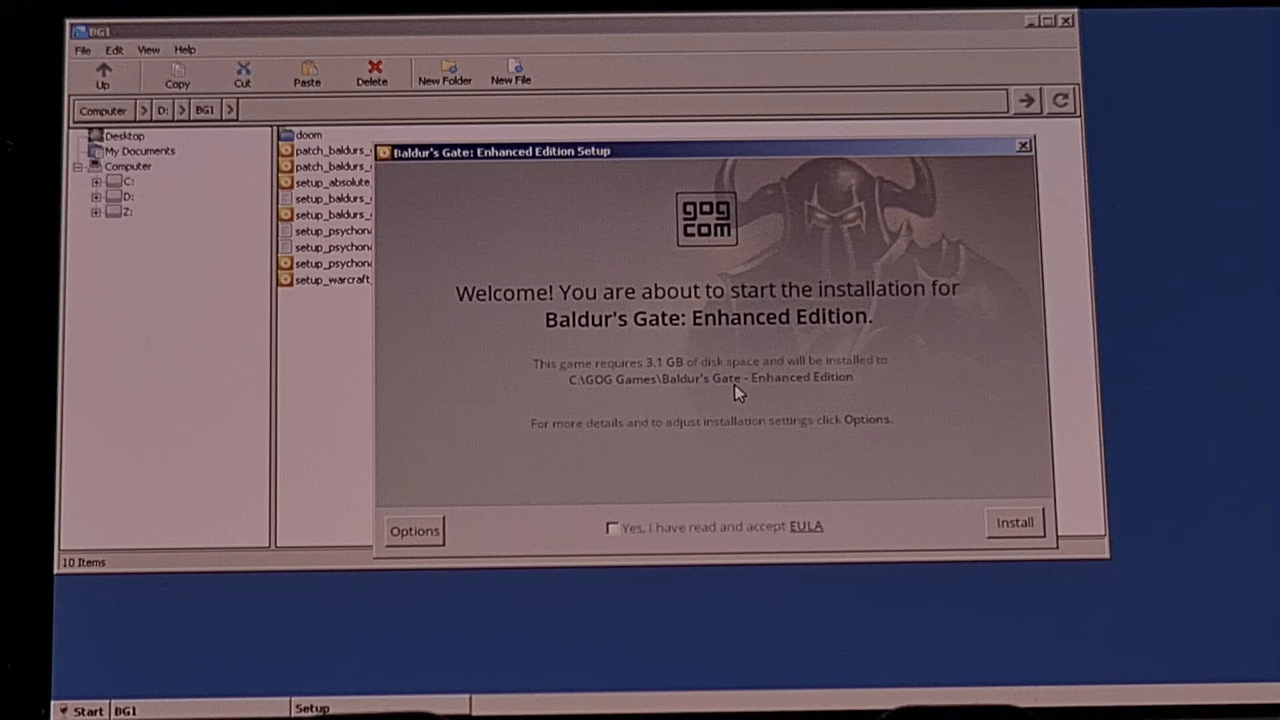 BG1
File Edit View Help
Up Copy Cut Paste Delete New Folder New File
Computer > D: > BG1 >
Desktop
My Documents
Computer
C:
D:
Z:
doom
patch_baldurs_
patch_baldurs_
setup_absolute_
setup_baldurs_
setup_baldurs_
setup_psychon
setup_psychon
setup_psychon
setup_warcraft_
Baldur's Gate: Enhanced Edition Setup
gog
com
Welcome! You are about to start the installation for
Baldur's Gate: Enhanced Edition.
This game requires 3.1 GB of disk space and will be installed to
C:\GOG Games\Baldur's Gate - Enhanced Edition
For more details and to adjust installation settings click Options.
Options
Yes, I have read and accept EULA
Install
10 Items
Start BG1 Setup